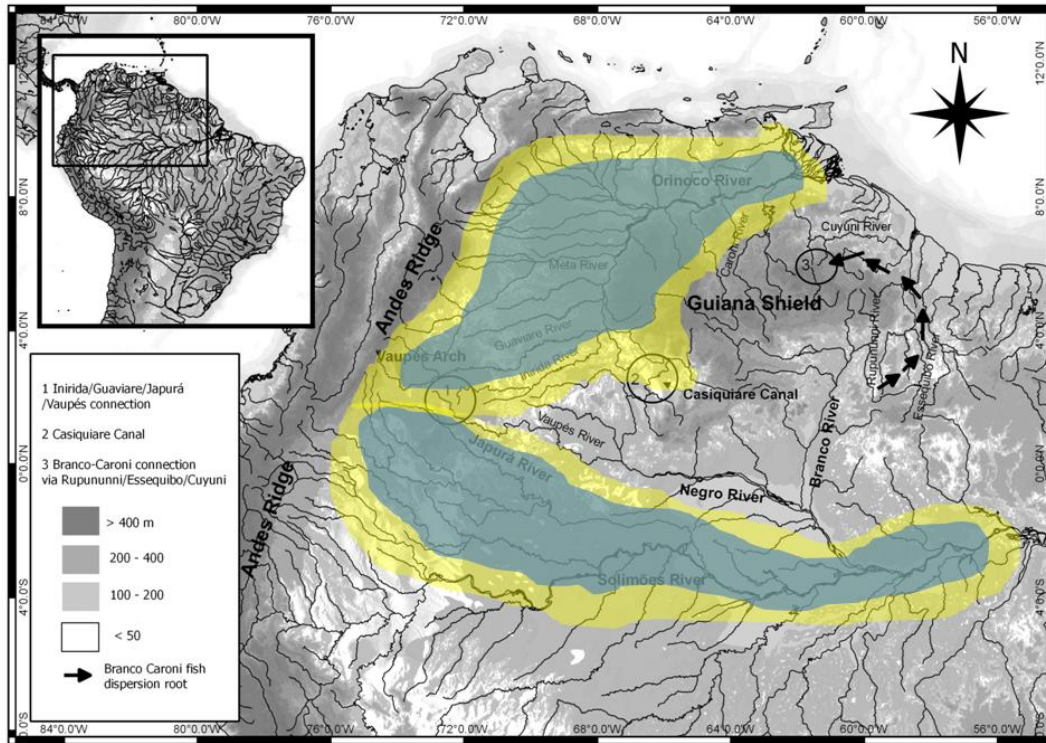 84°0.0'W
80°0.0'W
76°0.0'W
72°0.0'W
68°0.0'W
64°0.0'W
60°0.0'W
56°0.0'W
12°0.0'N
12°0.0'N
N
8°0.0'N
8°0.0'N
4°0.0'N
4°0.0'N
0°0.0'N
0°0.0'N
4°0.0'S
4°0.0'S
Orinoco River
Cuyúni River
Caroni River
3
Meta River
Andes Ridge
Guiana Shield
Guaviare River
Vaupés Arch
Inirida River
Rupununni River
Essequibo River
1
2
Casiquiare Canal
Vaupés River
Japurá River
Branco River
Negro River
Andes Ridge
Solimões River
1 Inirida/Guaviare/Japurá
/Vaupés connection
2 Casiquiare Canal
3 Branco-Caroni connection
via Rupununni/Essequibo/Cuyuni
> 400 m
200 - 400
100 - 200
< 50
Branco Caroni fish
dispersion root
84°0.0'W
80°0.0'W
76°0.0'W
72°0.0'W
68°0.0'W
64°0.0'W
60°0.0'W
56°0.0'W